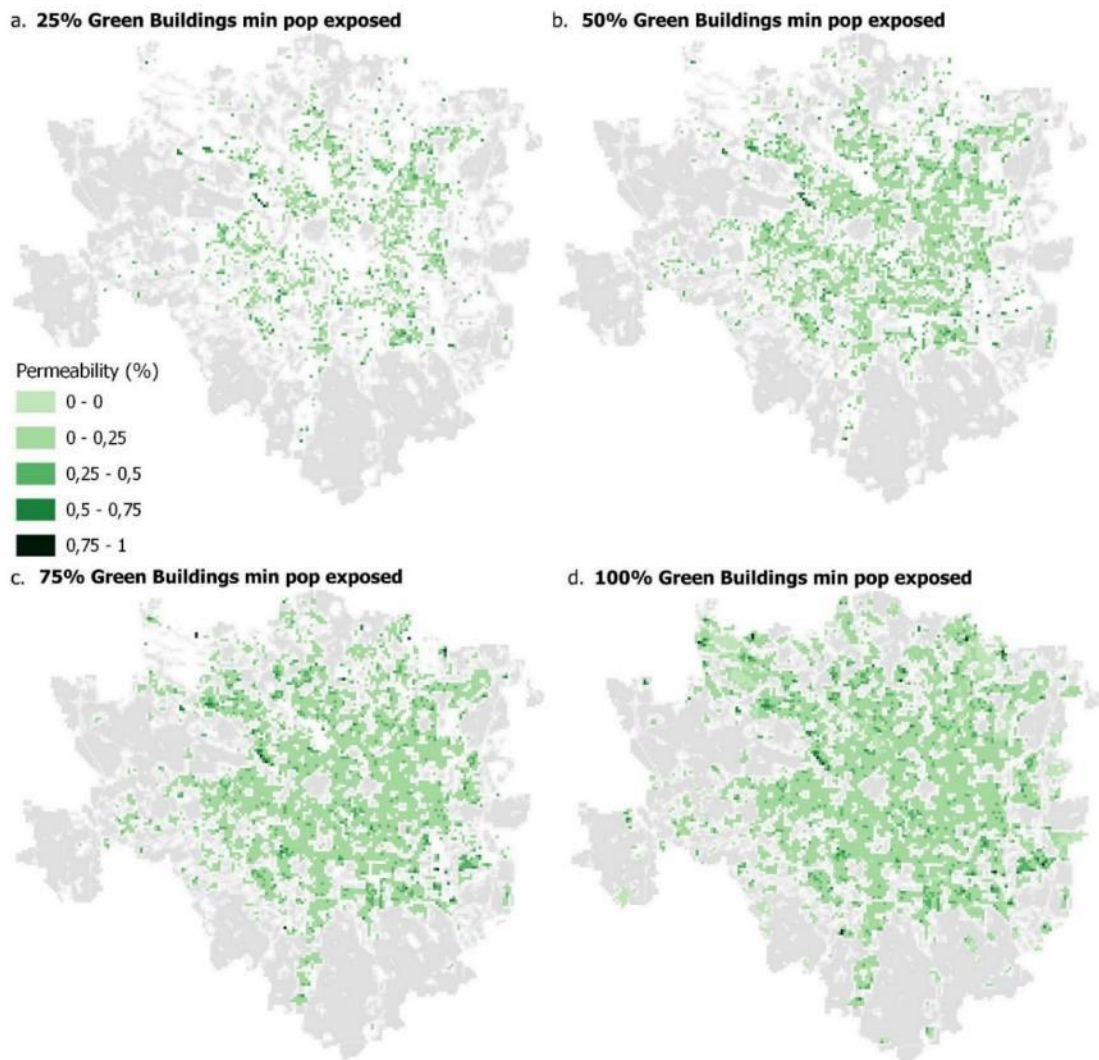 a. 25% Green Buildings min pop exposed
b. 50% Green Buildings min pop exposed
Permeability (%)
0 - 0
0 - 0,25
0,25 - 0,5
0,5 - 0,75
0,75 - 1
c. 75% Green Buildings min pop exposed
d. 100% Green Buildings min pop exposed